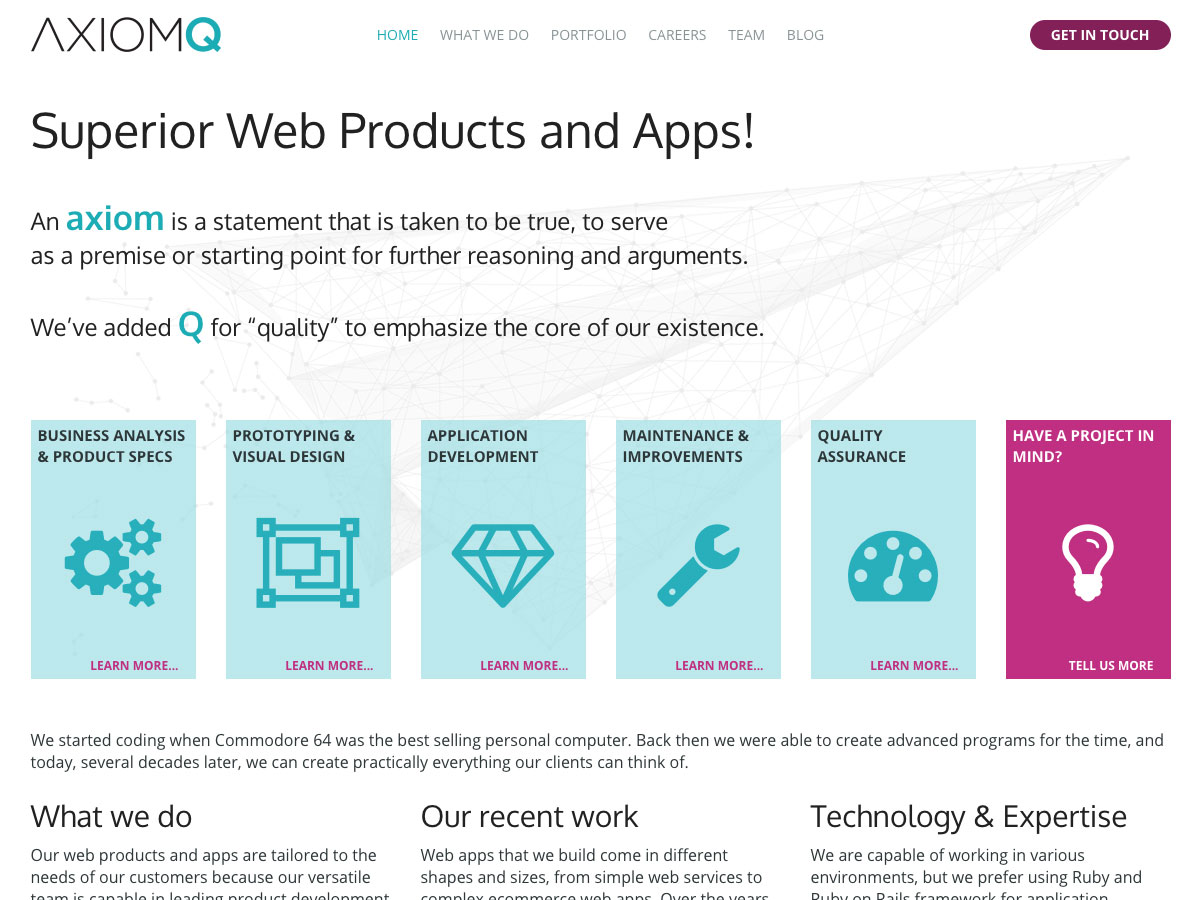 AXIOMQ
HOME WHAT WE DO PORTFOLIO CAREERS TEAM BLOG
GET IN TOUCH
Superior Web Products and Apps!
An axiom is a statement that is taken to be true, to serve
as a premise or starting point for further reasoning and arguments.
We’ve added Q for “quality” to emphasize the core of our existence.
BUSINESS ANALYSIS
& PRODUCT SPECS
LEARN MORE...
PROTOTYPING &
VISUAL DESIGN
LEARN MORE...
APPLICATION
DEVELOPMENT
LEARN MORE...
MAINTENANCE &
IMPROVEMENTS
LEARN MORE...
QUALITY
ASSURANCE
LEARN MORE...
HAVE A PROJECT IN
MIND?
TELL US MORE
We started coding when Commodore 64 was the best selling personal computer. Back then we were able to create advanced programs for the time, and
today, several decades later, we can create practically everything our clients can think of.
What we do
Our web products and apps are tailored to the
needs of our customers because our versatile
team is capable in leading product development
Our recent work
Web apps that we build come in different
shapes and sizes, from simple web services to
complex ecommerce web apps. Over the years
Technology & Expertise
We are capable of working in various
environments, but we prefer using Ruby and
Ruby on Rails framework for application